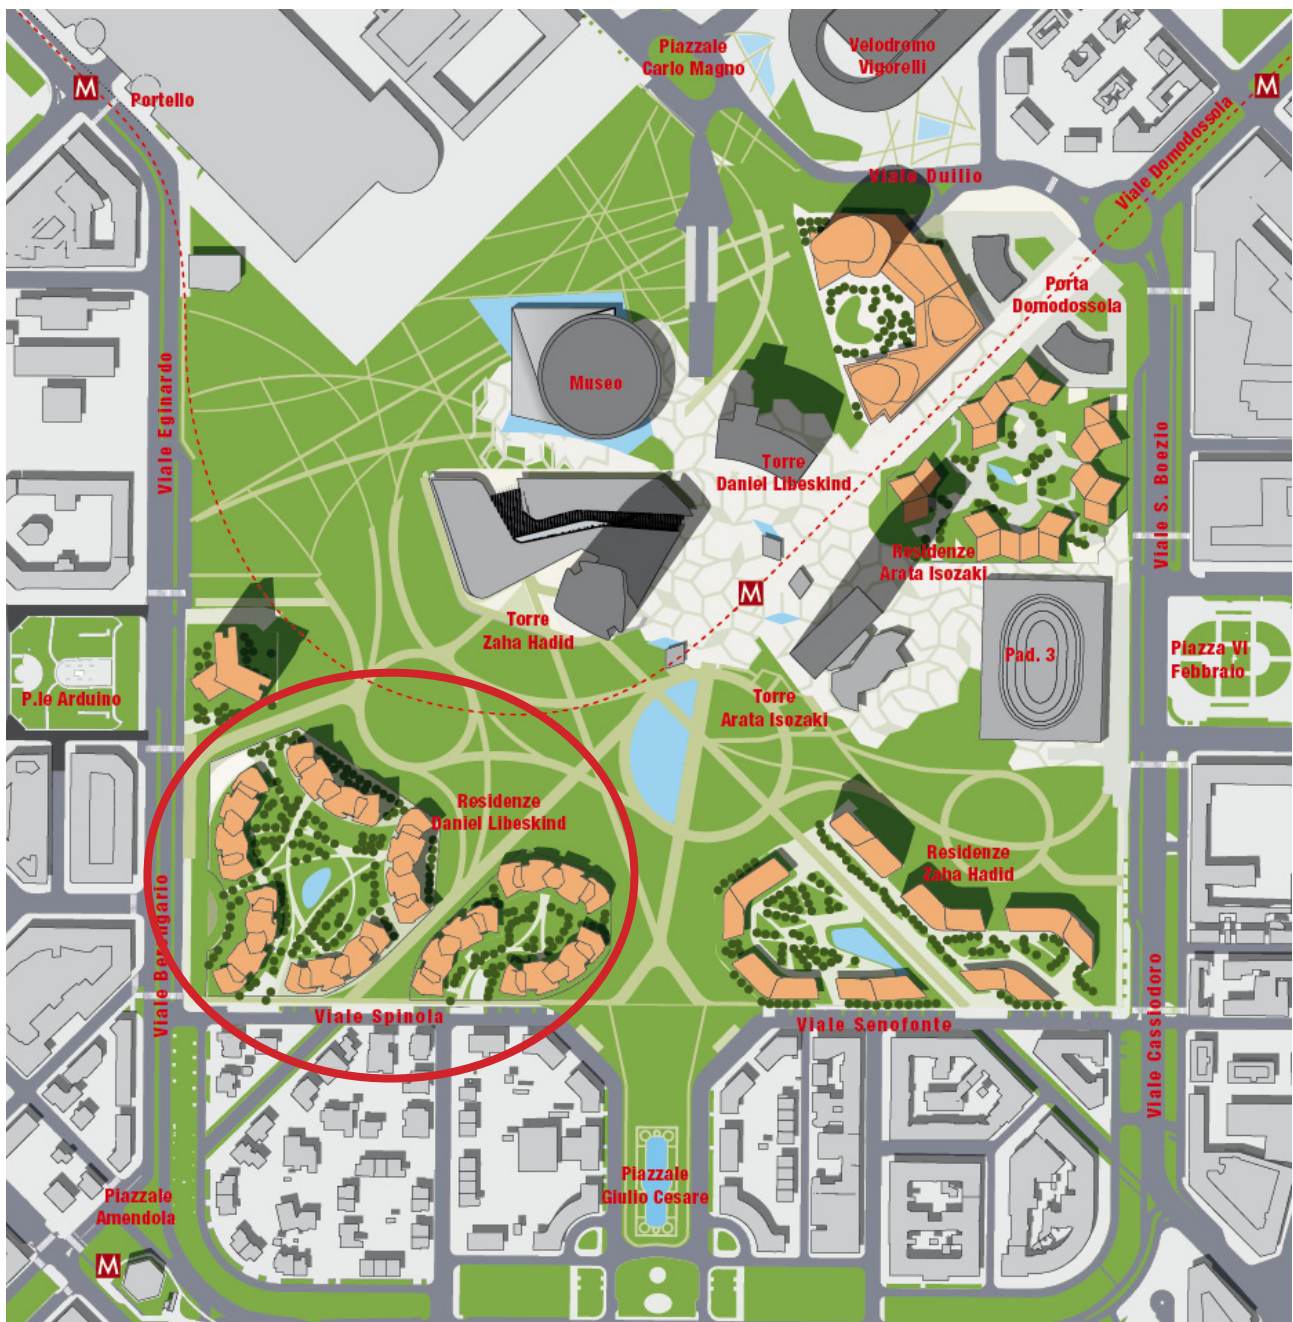 Piazzale
Carlo Magno
Velodromo
Vigorelli
M
Portello
M
Viale Domodossola
Viale Duilio
Porta
Domodossola
Museo
Viale Eginardo
Torre
Daniel Libeskind
Viale S. Boezio
Residenze
Arata Isozaki
M
Torre
Zaha Hadid
P.le Arduino
Pad. 3
Piazza VI
Febbraio
Torre
Arata Isozaki
Residenze
Daniel Libeskind
Residenze
Zaha Hadid
Viale Berengario
Viale Spinola
Viale Senofonte
Viale Cassiodoro
Piazzale
Giulio Cesare
Piazzale
Amendola
M